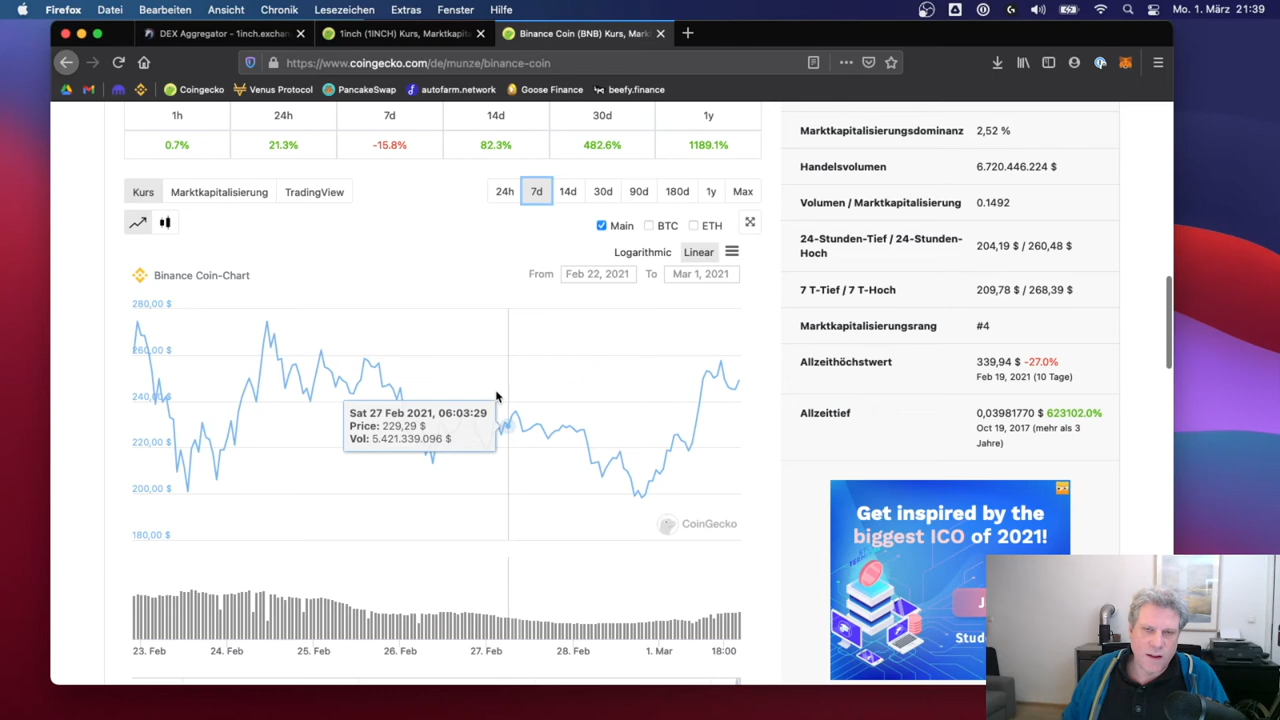 Firefox Datei Bearbeiten Ansicht Chronik Lesezeichen Extras Fenster Hilfe Mo. 1. März 21:39
DEX Aggregator - 1inch.exchan 1inch (1INCH) Kurs, Marktkapita Binance Coin (BNB) Kurs, Mark
https://www.coingecko.com/de/munze/binance-coin
Coingecko Venus Protocol PancakeSwap autofarm.network Goose Finance beefy.finance
1h 24h 7d 14d 30d 1y
0.7% 21.3% -15.8% 82.3% 482.6% 1189.1%
Kurs Marktkapitalisierung TradingView 24h 7d 14d 30d 90d 180d 1y Max
Main BTC ETH
Logarithmic Linear
Binance Coin-Chart From Feb 22, 2021 To Mar 1, 2021
280,00 $
260,00 $
240,00 $
220,00 $
200,00 $
180,00 $
Sat 27 Feb 2021, 06:03:29
Price: 229,29 $
Vol: 5.421.339.096 $
CoinGecko
23. Feb 24. Feb 25. Feb 26. Feb 27. Feb 28. Feb 1. Mar 18:00
Marktkapitalisierungsdominanz 2,52 %
Handelsvolumen 6.720.446.224 $
Volumen / Marktkapitalisierung 0.1492
24-Stunden-Tief / 24-Stunden-
Hoch 204,19 $ / 260,48 $
7 T-Tief / 7 T-Hoch 209,78 $ / 268,39 $
Marktkapitalisierungsrang #4
Allzeithöchstwert 339,94 $ -27.0%
Feb 19, 2021 (10 Tage)
Allzeittief 0,03981770 $ 623102.0%
Oct 19, 2017 (mehr als 3
Jahre)
Get inspired by the
biggest ICO of 2021!